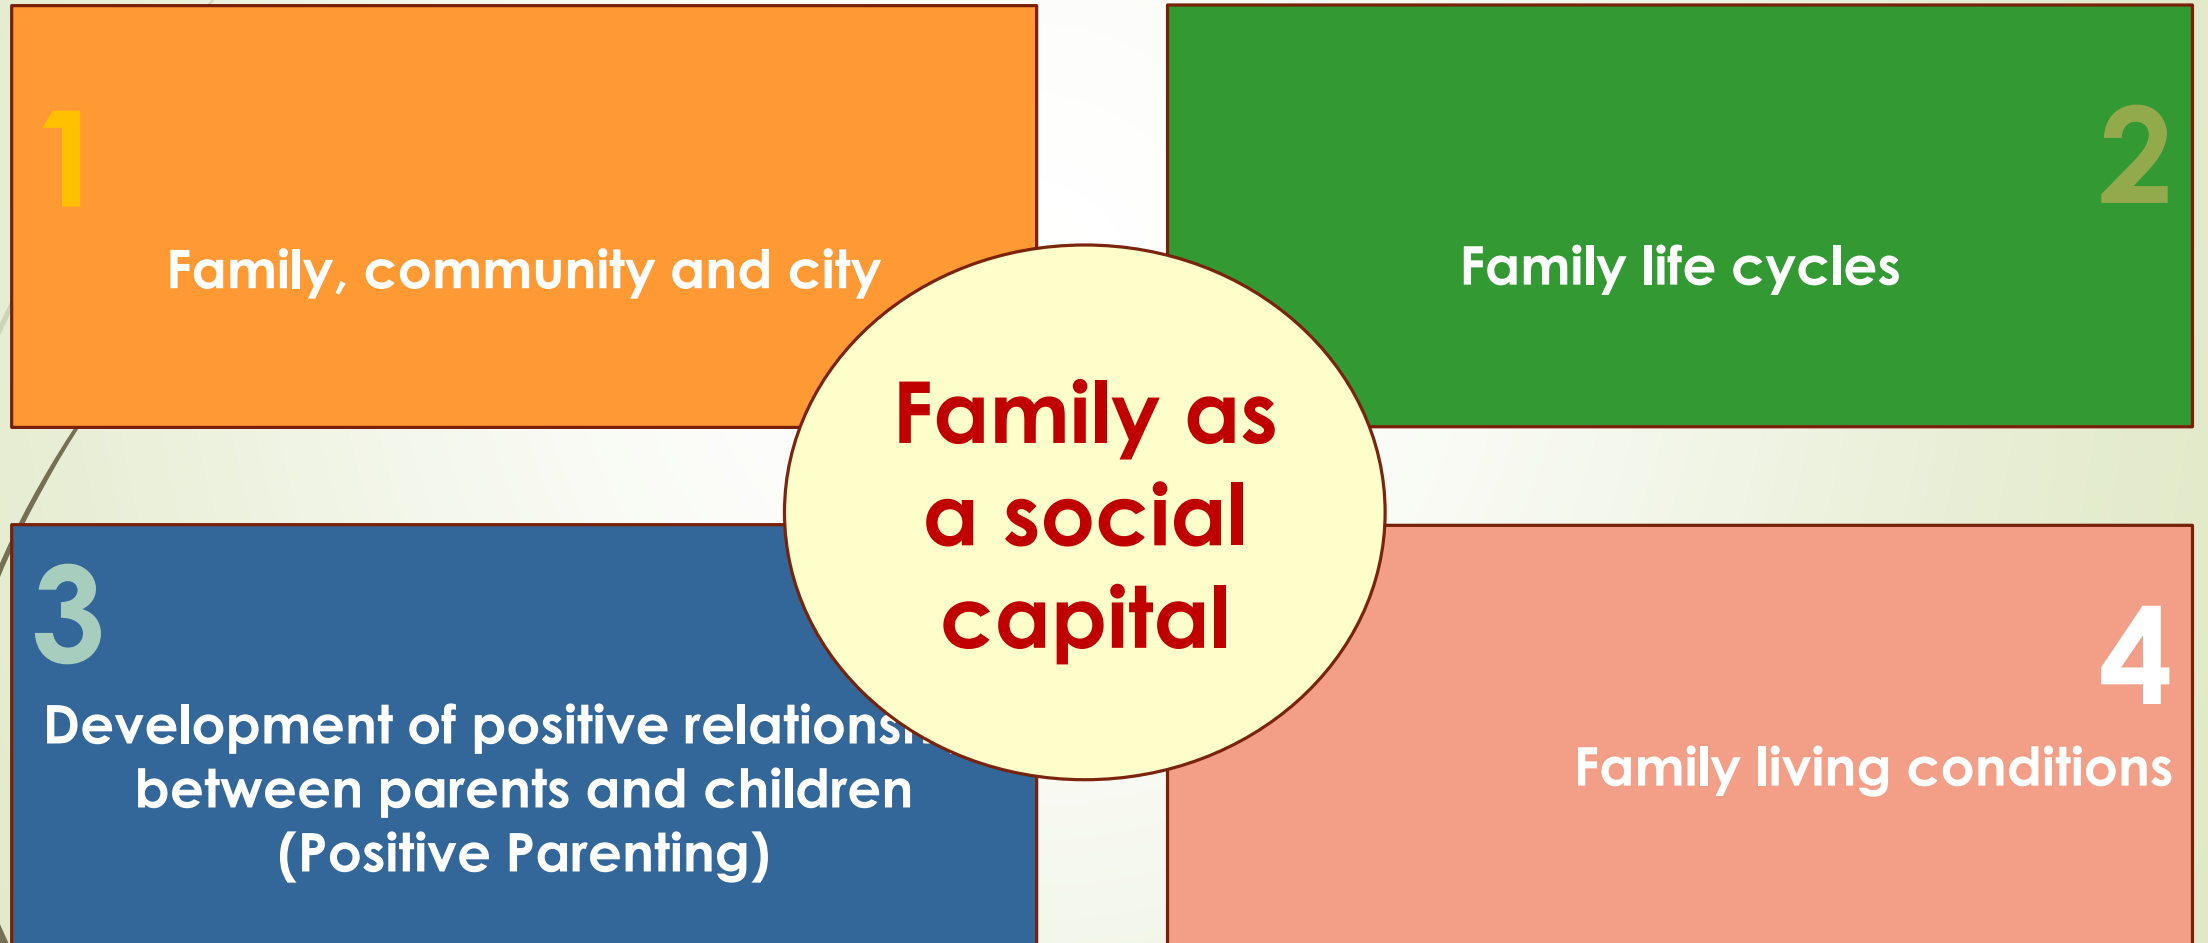 1
Family, community and city
2
Family life cycles
Family as
a social
capital
3
Development of positive
between parents and children
(Positive Parenting)
4
Family living conditions